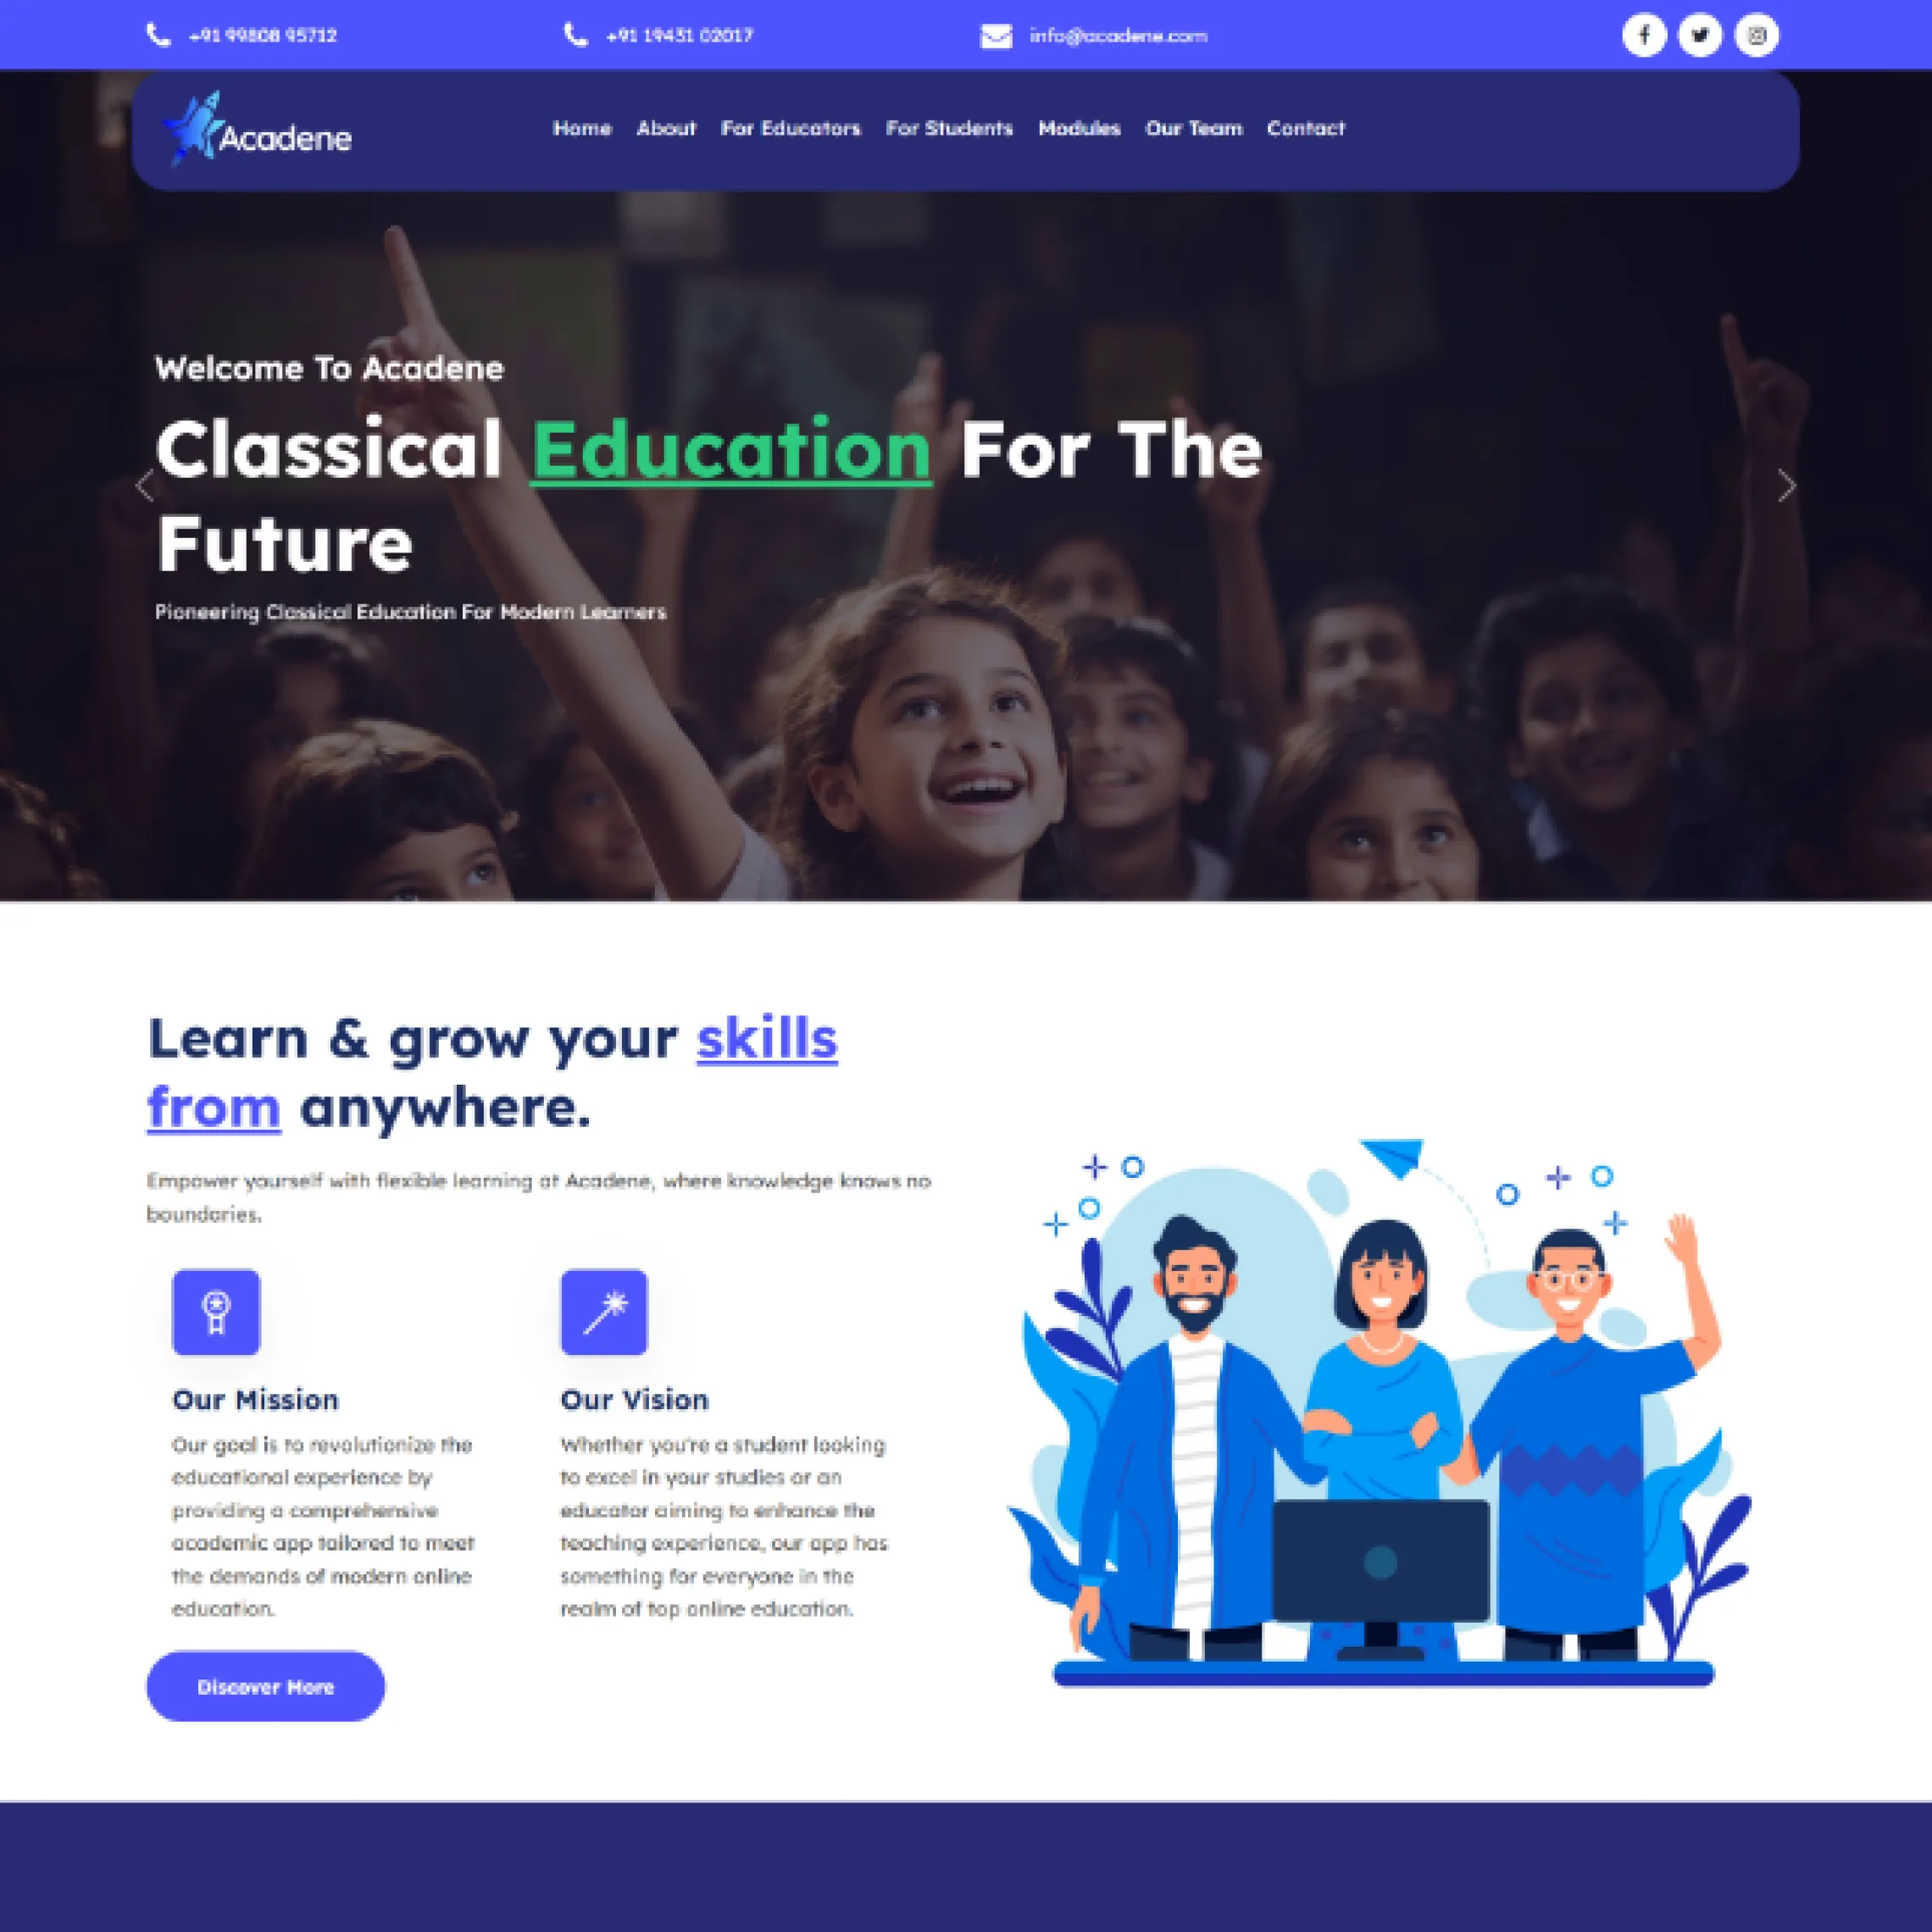 +91 99808 95712
+91 19431 02017
info@acadene.com
Acadene
Home About For Educators For Students Modules Our Team Contact
Welcome To Acadene
Classical Education For The
Future
Pioneering Classical Education For Modern Learners
Learn & grow your skills
from anywhere.
Empower yourself with flexible learning at Acadene, where knowledge knows no
boundaries.
Our Mission
Our goal is to revolutionize the
educational experience by
providing a comprehensive
academic app tailored to meet
the demands of modern online
education.
Our Vision
Whether you're a student looking
to excel in your studies or an
educator aiming to enhance the
teaching experience, our app has
something for everyone in the
realm of top online education.
Discover More